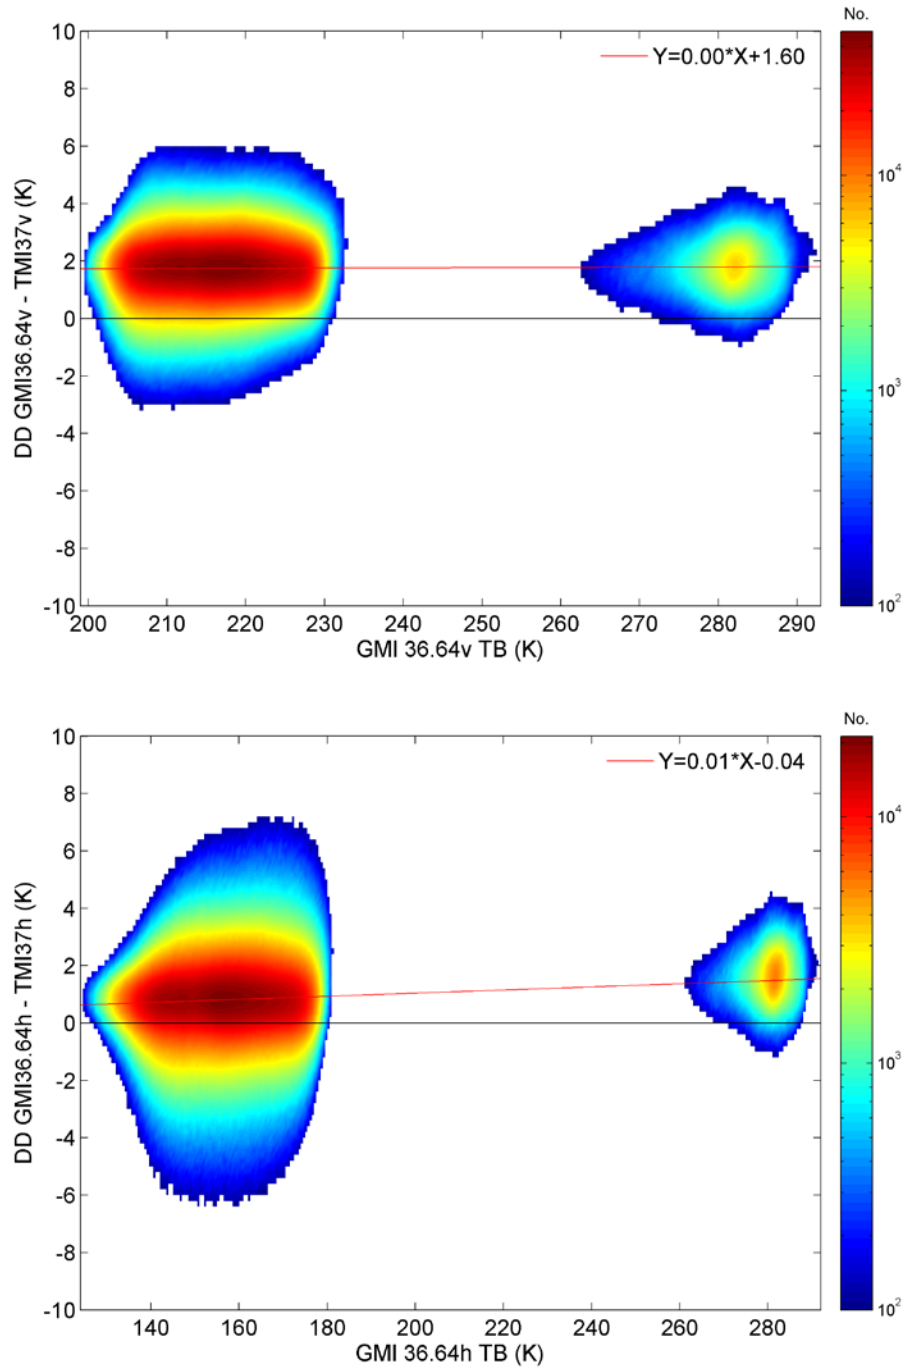 No.
10
8
6
4
2
0
-2
-4
-6
-8
-10
DD GMI36.64v - TMI37v (K)
Y=0.00*X+1.60
200 210 220 230 240 250 260 270 280 290
GMI 36.64v TB (K)
10^4
10^3
10^2
No.
10
8
6
4
2
0
-2
-4
-6
-8
-10
DD GMI36.64h - TMI37h (K)
Y=0.01*X-0.04
140 160 180 200 220 240 260 280
GMI 36.64h TB (K)
10^4
10^3
10^2